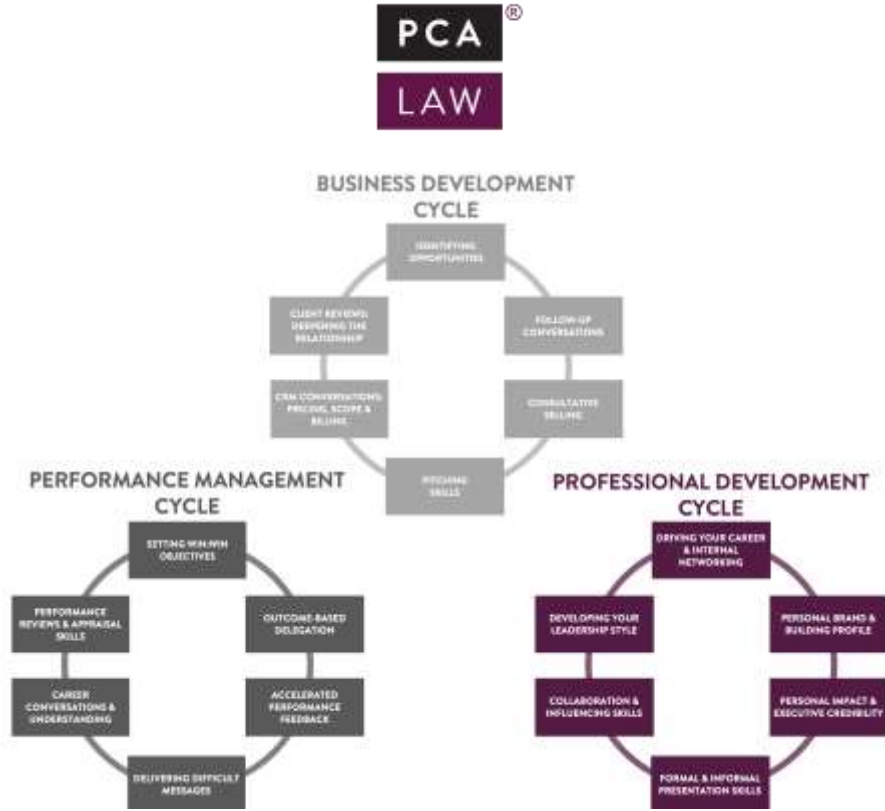 PCA
®
LAW
BUSINESS DEVELOPMENT
CYCLE
IDENTIFYING
OPPORTUNITIES
CLIENT REVIEWS:
DEEPENING THE
RELATIONSHIP
FOLLOW-UP
CONVERSATIONS
CRM CONVERSATIONS:
PRICING, SCOPE &
BILLING
CONSULTATIVE
SELLING
PITCHING
SKILLS
PERFORMANCE MANAGEMENT
CYCLE
SETTING WIN:WIN
OBJECTIVES
PERFORMANCE
REVIEWS & APPRAISAL
SKILLS
OUTCOME-BASED
DELEGATION
CAREER
CONVERSATIONS &
UNDERSTANDING
ACCELERATED
PERFORMANCE
FEEDBACK
DELIVERING DIFFICULT
MESSAGES
PROFESSIONAL DEVELOPMENT
CYCLE
DRIVING YOUR CAREER
& INTERNAL
NETWORKING
DEVELOPING YOUR
LEADERSHIP STYLE
PERSONAL BRAND &
BUILDING PROFILE
COLLABORATION &
INFLUENCING SKILLS
PERSONAL IMPACT &
EXECUTIVE CREDIBILITY
FORMAL & INFORMAL
PRESENTATION SKILLS